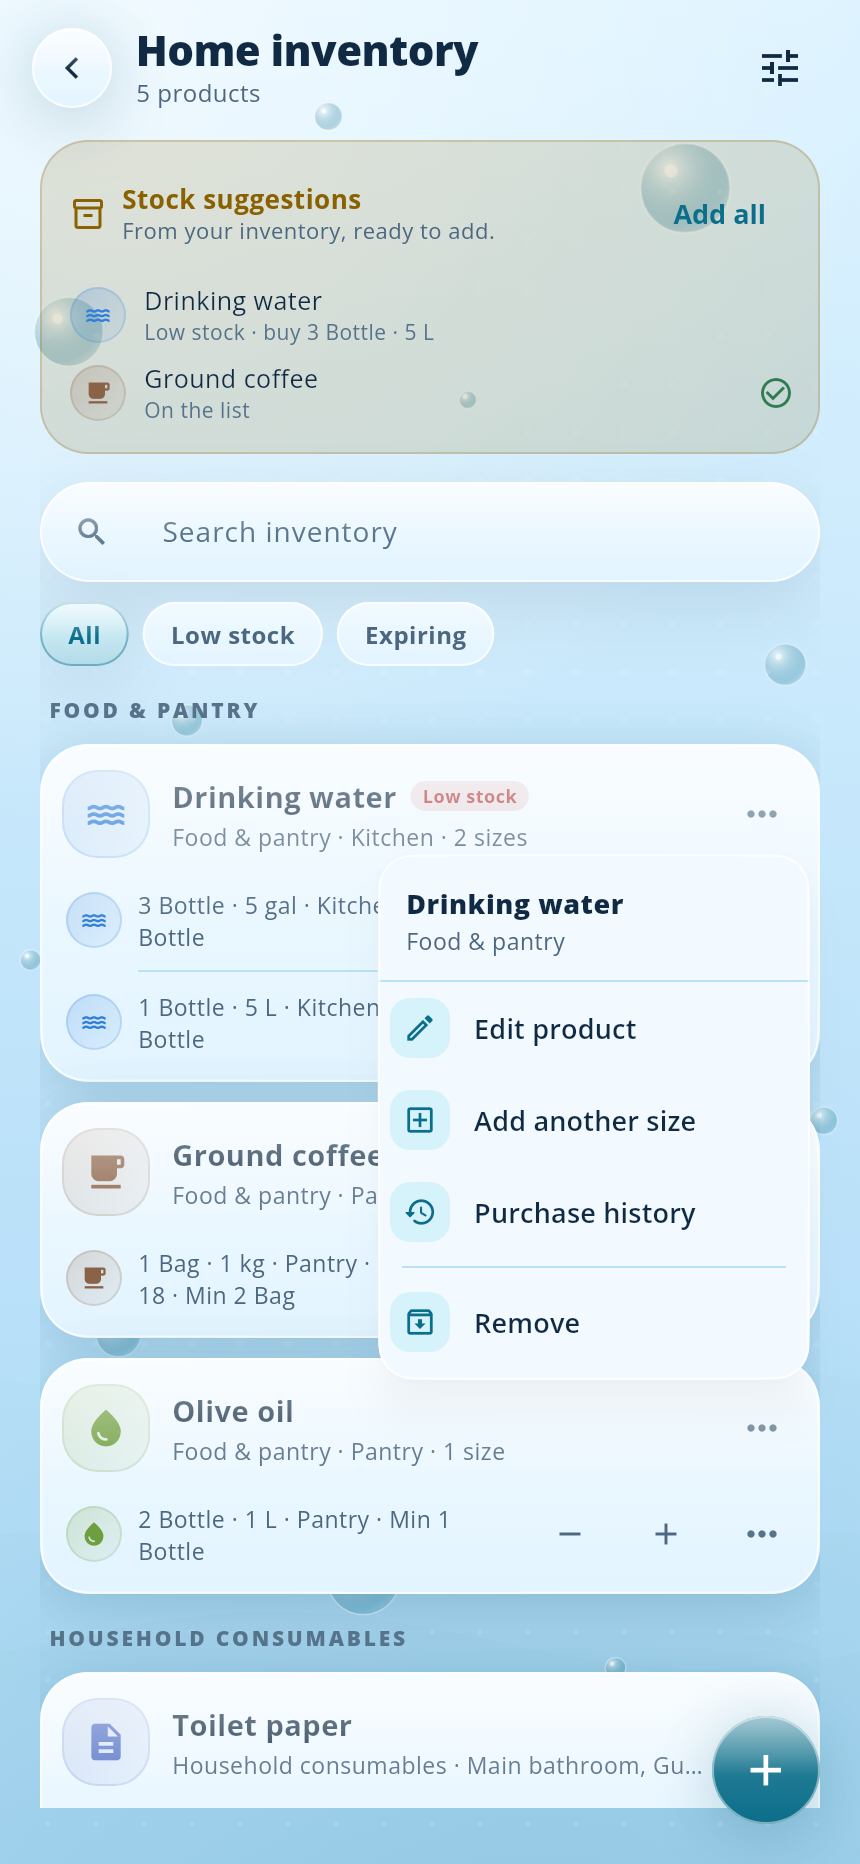 Home inventory
5 products
Stock suggestions
From your inventory, ready to add.
Add all
Drinking water
Low stock · buy 3 Bottle · 5 L
Ground coffee
On the list
Search inventory
All
Low stock
Expiring
FOOD & PANTRY
Drinking water
Low stock
Food & pantry · Kitchen · 2 sizes
3 Bottle · 5 gal ·
Bottle
1 Bottle · 5 L · Kitchen
Bottle
Drinking water
Food & pantry
Edit product
Add another size
Purchase history
Remove
Ground coffee
Food & pantry ·
1 Bag · 1 kg · Pantry ·
18 · Min 2 Bag
Olive oil
Food & pantry · Pantry · 1 size
2 Bottle · 1 L · Pantry · Min 1
Bottle
HOUSEHOLD CONSUMABLES
Toilet paper
Household consumables · Main bathroom, Gu...